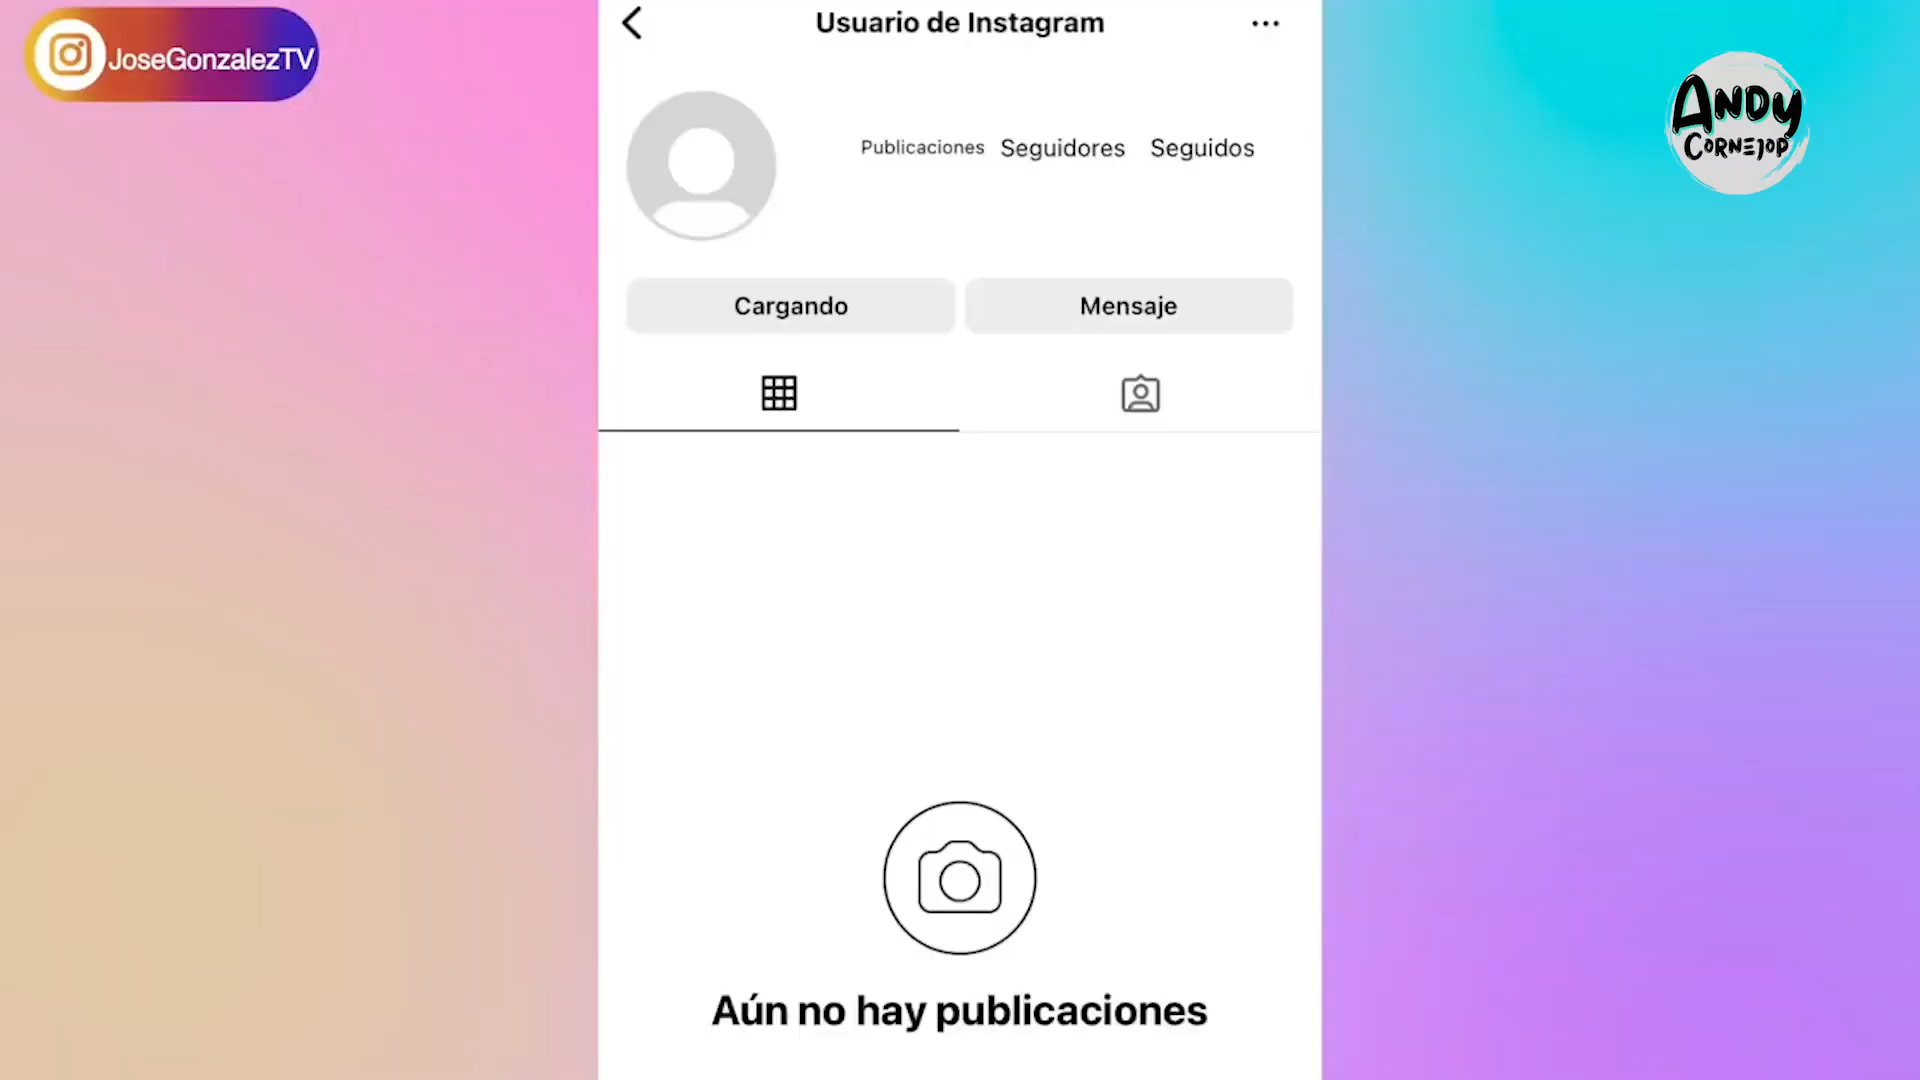 JoseGonzalezTV
Usuario de Instagram
ANDY
CORNEJOP
Publicaciones Seguidores Seguidos
Cargando
Mensaje
Aún no hay publicaciones